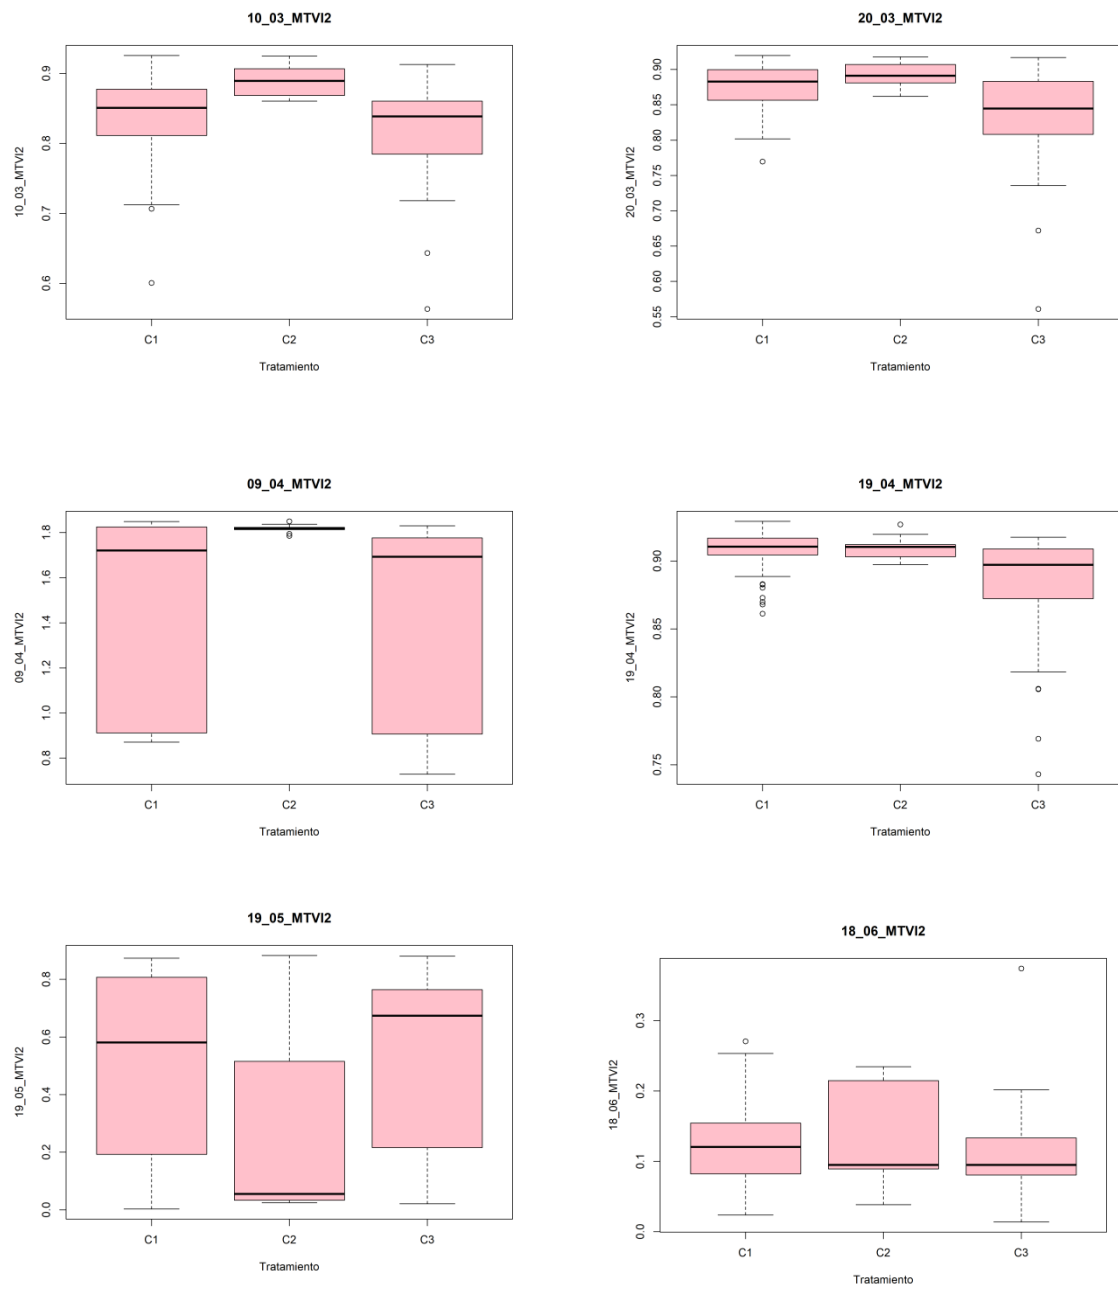 10_03_MTVI2
10_03_MTVI2
0.6 0.7 0.8 0.9
C1 C2 C3
Tratamiento
20_03_MTVI2
20_03_MTVI2
0.55 0.60 0.65 0.70 0.75 0.80 0.85 0.90
C1 C2 C3
Tratamiento
09_04_MTVI2
09_04_MTVI2
0.8 1.0 1.2 1.4 1.6 1.8
C1 C2 C3
Tratamiento
19_04_MTVI2
19_04_MTVI2
0.75 0.80 0.85 0.90
C1 C2 C3
Tratamiento
19_05_MTVI2
19_05_MTVI2
0.0 0.2 0.4 0.6 0.8
C1 C2 C3
Tratamiento
18_06_MTVI2
18_06_MTVI2
0.0 0.1 0.2 0.3
C1 C2 C3
Tratamiento